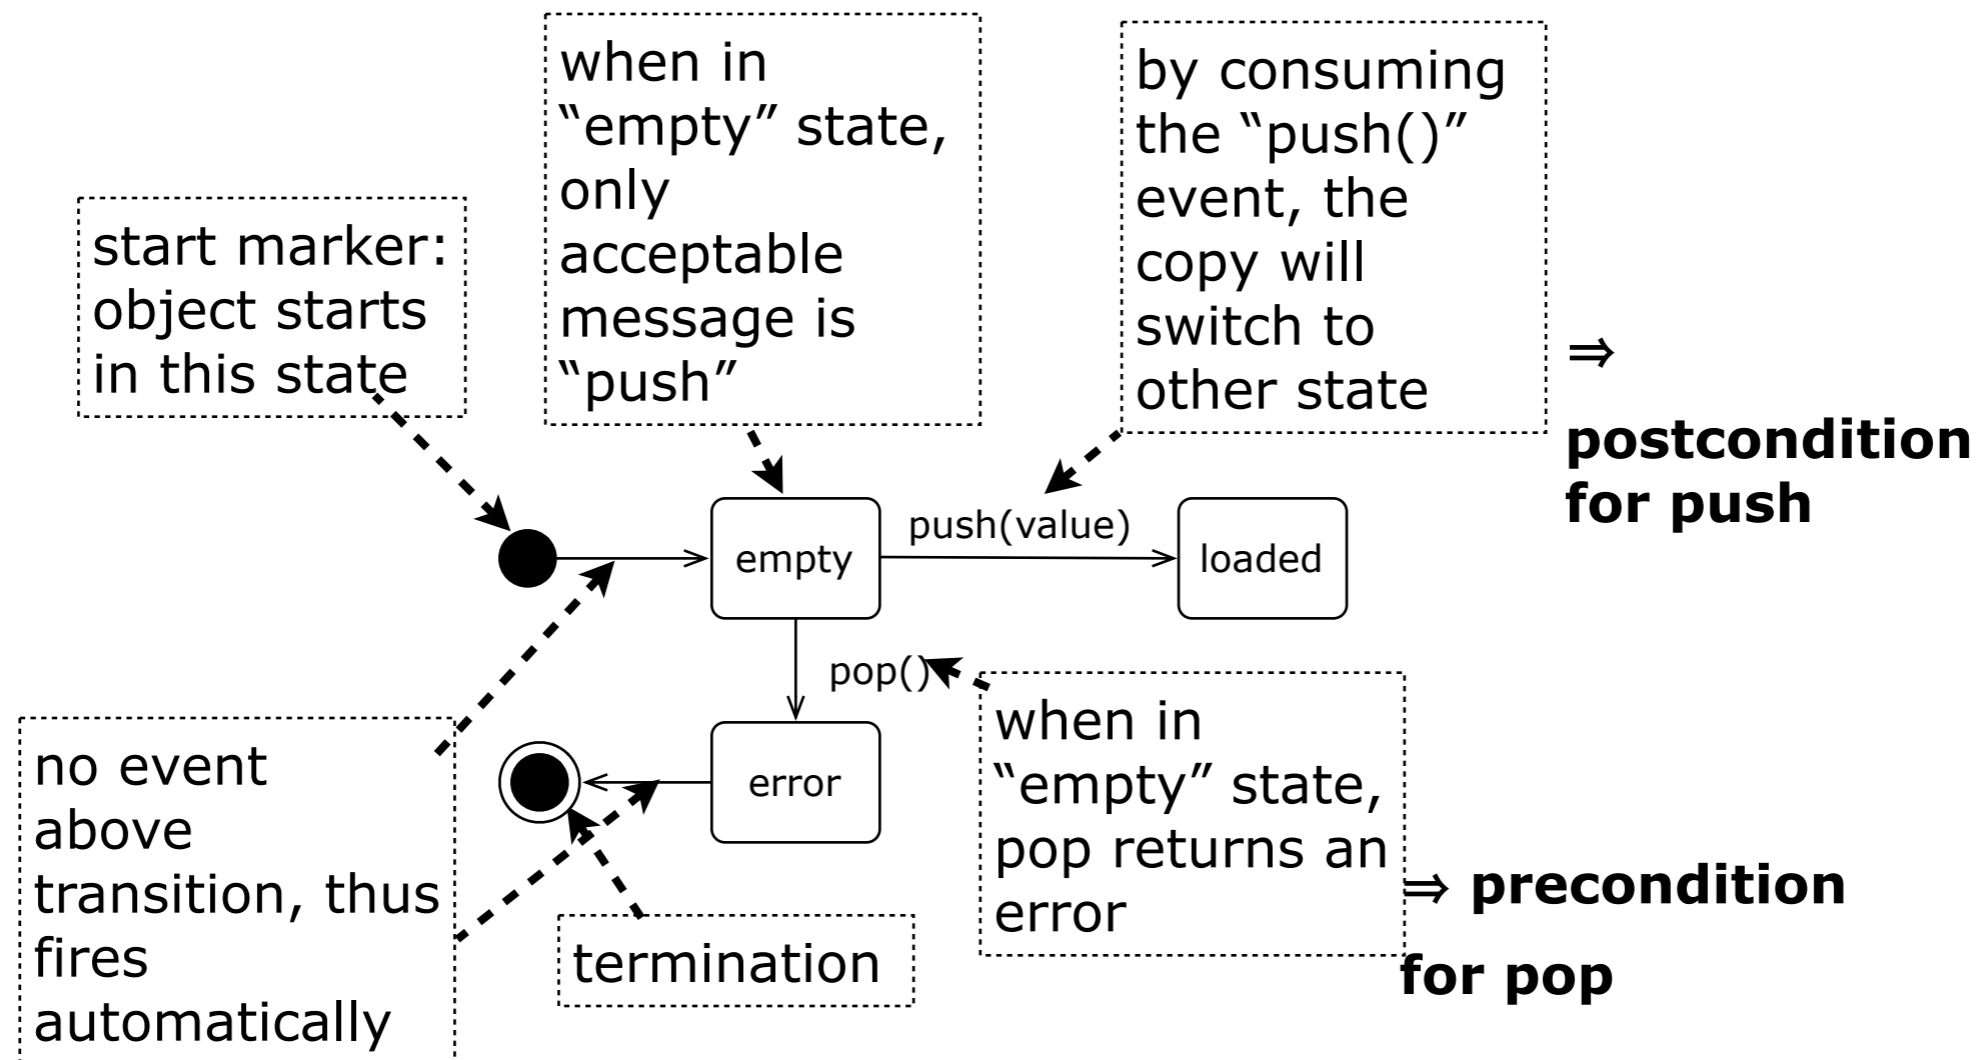 when in
“empty” state,
only
acceptable
message is
“push”
by consuming
the “push()”
event, the
copy will
switch to
other state
⇒
postcondition
for push
start marker:
object starts
in this state
empty
push(value)
loaded
pop()
error
no event
above
transition, thus
fires
automatically
termination
when in
“empty” state,
pop returns an
error
⇒ precondition
for pop